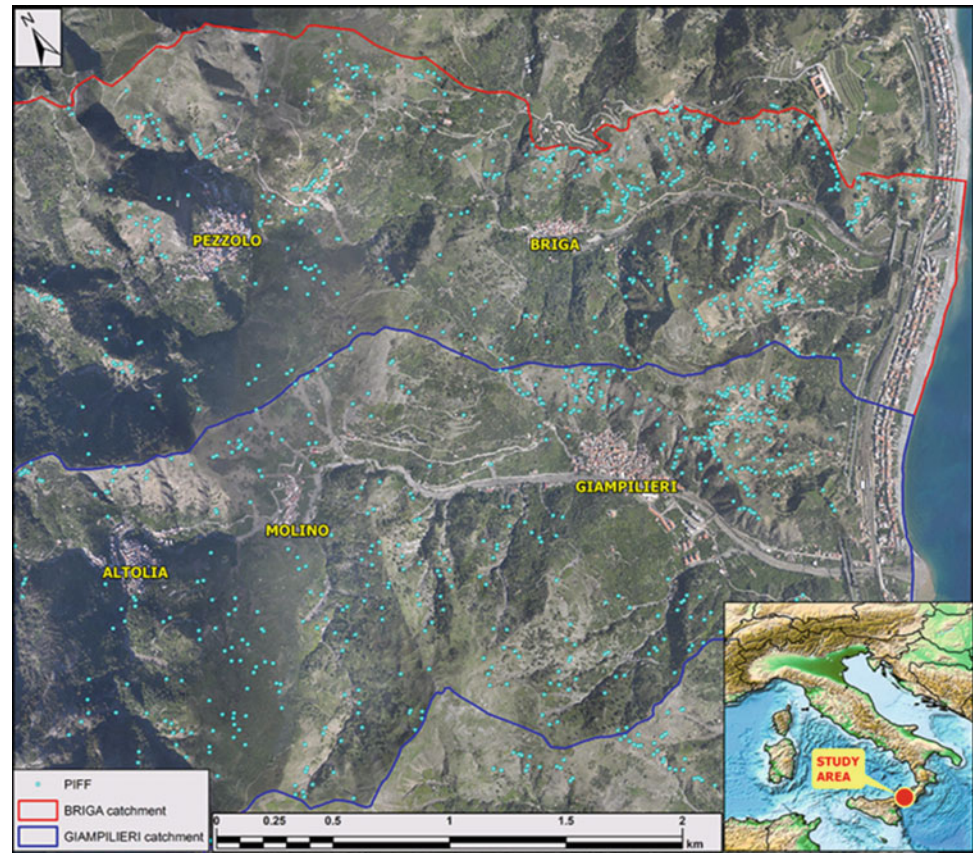 N
PEZZOLO
BRIGA
GIAMPILIERI
MOLINO
ALTOLIA
PIFF
BRIGA catchment
GIAMPILIERI catchment
0 0.25 0.5 1 1.5 2
km
STUDY
AREA